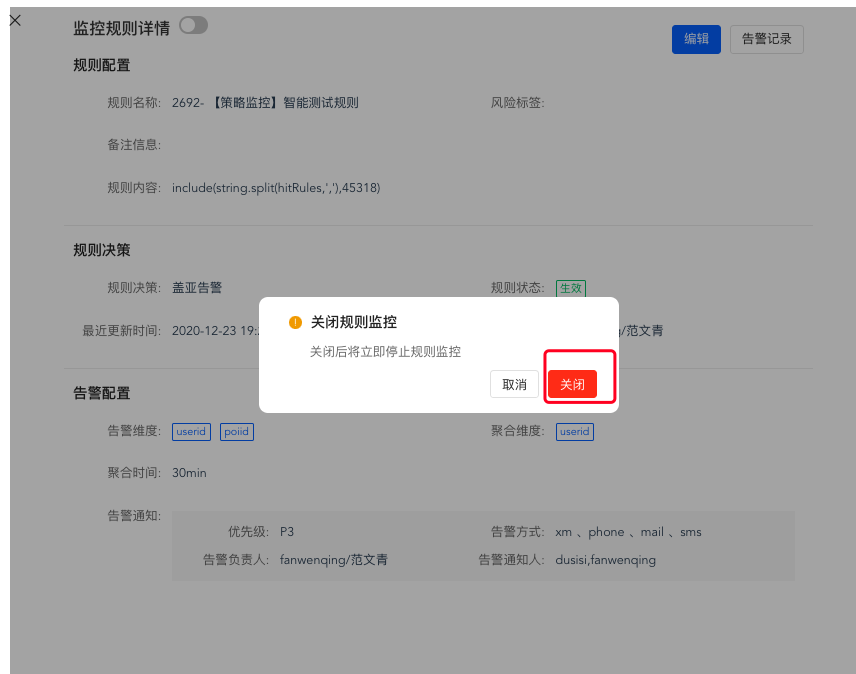 监控规则详情
编辑 告警记录
规则配置
规则名称: 2692- 【策略监控】智能测试规则 风险标签:
备注信息:
规则内容: include(string.split(hitRules,','),45318)
规则决策
规则决策: 盖亚告警 规则状态: 生效
关闭规则监控
最近更新时间: 2020-12-23 19: /范文青
关闭后将立即停止规则监控
取消 关闭
告警配置
告警维度: userid poiid 聚合维度: userid
聚合时间: 30min
告警通知:
优先级: P3 告警方式: xm 、phone 、mail 、sms
告警负责人: fanwenqing/范文青 告警通知人: dusisi,fanwenqing